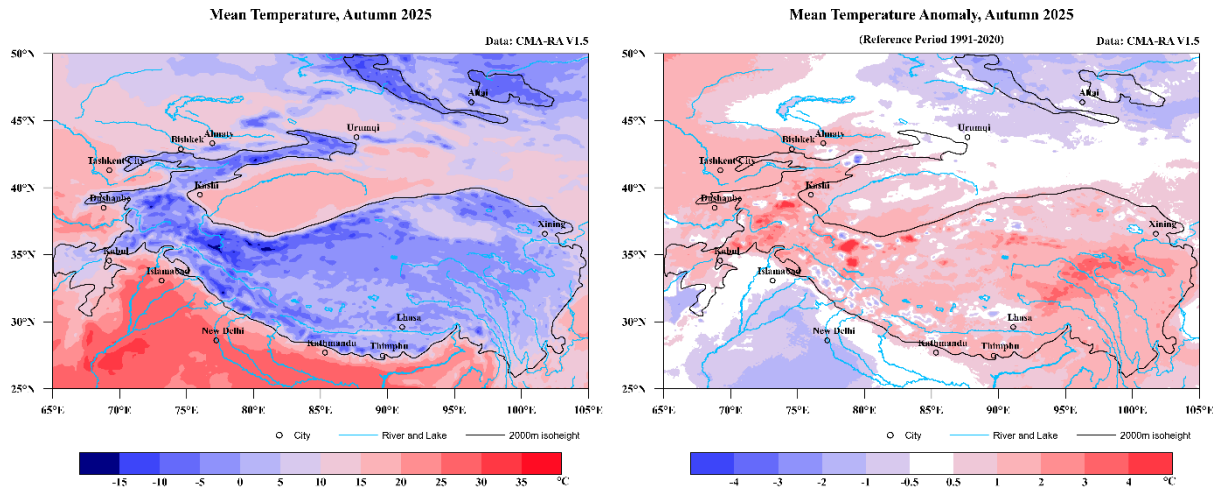 Mean Temperature, Autumn 2025
Data: CMA-RA V1.5
50°N
45°N
40°N
35°N
30°N
25°N
65°E 70°E 75°E 80°E 85°E 90°E 95°E 100°E 105°E
Altai
Urumqi
Almaty
Bishkek
Tashkent City
Kashi
Dushanbe
Xining
Kabul
Islamabad
Lhasa
New Delhi
Kathmandu
Thimphu
City River and Lake 2000m isoheight
-15 -10 -5 0 5 10 15 20 25 30 35 °C
Mean Temperature Anomaly, Autumn 2025
(Reference Period 1991-2020) Data: CMA-RA V1.5
50°N
45°N
40°N
35°N
30°N
25°N
65°E 70°E 75°E 80°E 85°E 90°E 95°E 100°E 105°E
Altai
Urumqi
Almaty
Bishkek
Tashkent City
Kashi
Dushanbe
Xining
Kabul
Islamabad
Lhasa
New Delhi
Kathmandu
Thimphu
City River and Lake 2000m isoheight
-4 -3 -2 -1 -0.5 0.5 1 2 3 4 °C